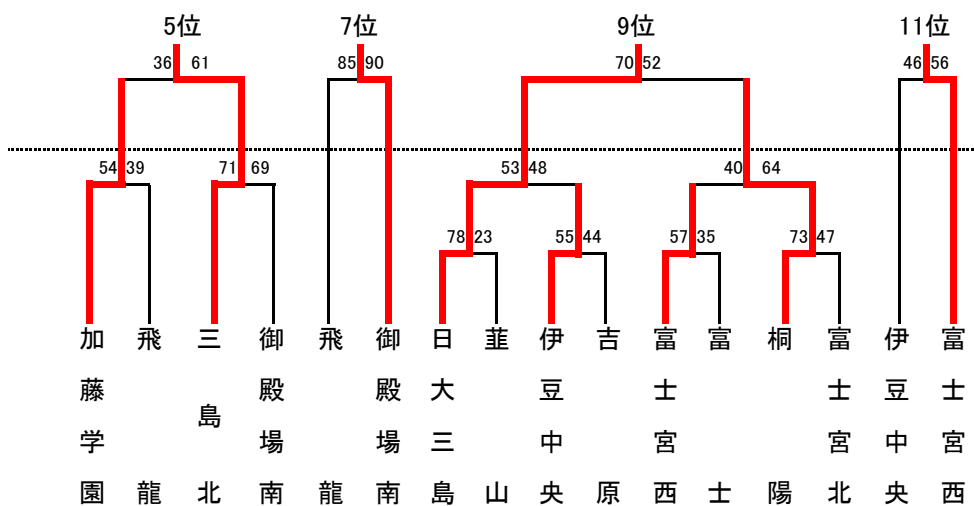 5位 7位 9位 11位
36 61 85 90 70 52 46 56
54 39 71 69 53 48 40 64
78 23 55 44 57 35 73 47
加藤学園
飛龍
三島北
御殿場南
飛龍
御殿場南
日大三島
韮山
伊豆中央
吉原
富士宮西
富士
桐陽
富士宮北
伊豆中央
富士宮西